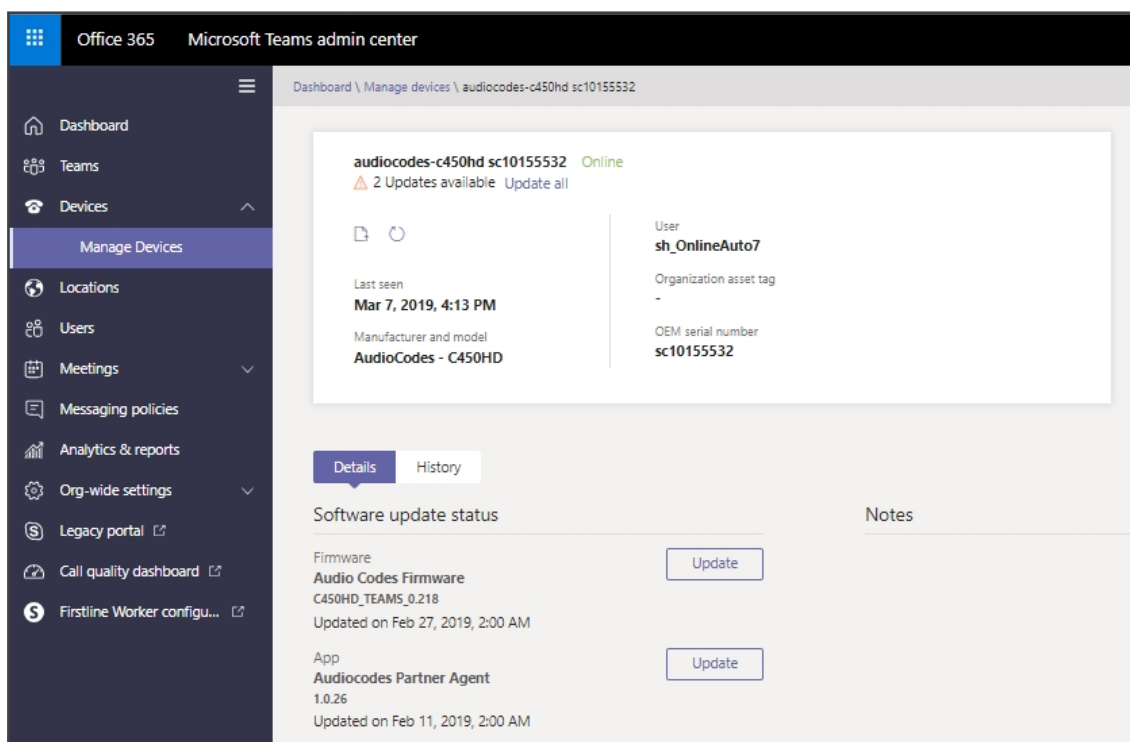 Office 365 Microsoft Teams admin center
Dashboard \ Manage devices \ audiocodes-c450hd sc10155532
Dashboard
Teams
Devices
Manage Devices
Locations
Users
Meetings
Messaging policies
Analytics & reports
Org-wide settings
Legacy portal
Call quality dashboard
S Firstline Worker configu...
audiocodes-c450hd sc10155532 Online
2 Updates available Update all
Last seen
Mar 7, 2019, 4:13 PM
Manufacturer and model
AudioCodes - C450HD
User
sh_OnlineAuto7
Organization asset tag
-
OEM serial number
sc10155532
Details History
Software update status
Firmware
Audio Codes Firmware
C450HD_TEAMS_0.218
Updated on Feb 27, 2019, 2:00 AM
Update
App
Audiocodes Partner Agent
1.0.26
Updated on Feb 11, 2019, 2:00 AM
Update
Notes